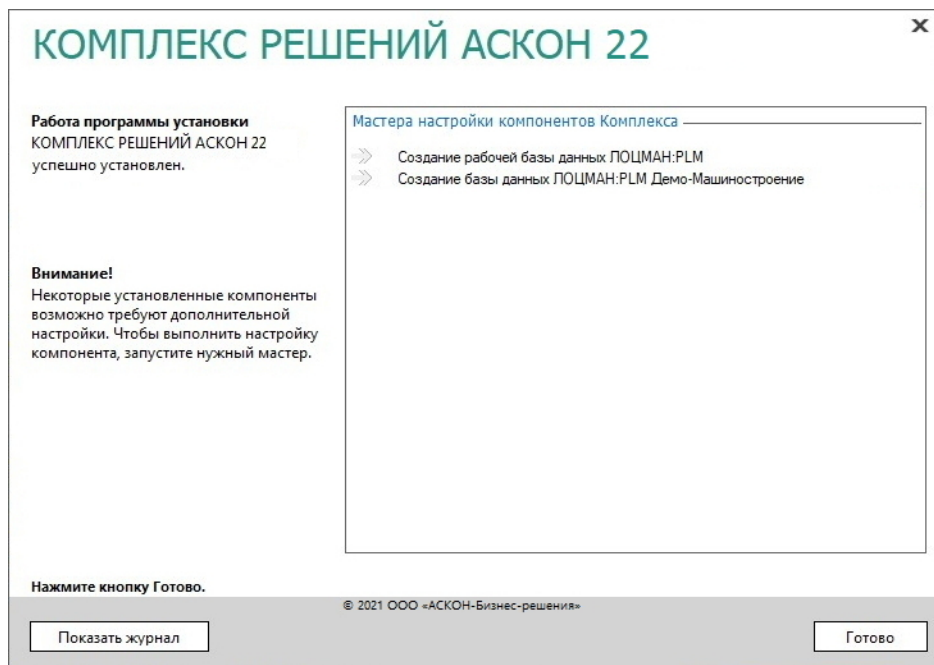 КОМПЛЕКС РЕШЕНИЙ АСКОН 22
Работа программы установки
КОМПЛЕКС РЕШЕНИЙ АСКОН 22
успешно установлен.
Внимание!
Некоторые установленные компоненты
возможно требуют дополнительной
настройки. Чтобы выполнить настройку
компонента, запустите нужный мастер.
Мастера настройки компонентов Комплекса
Создание рабочей базы данных ЛОЦМАН:PLM
Создание базы данных ЛОЦМАН:PLM Демо-Машиностроение
Нажмите кнопку Готово.
© 2021 ООО «АСКОН-Бизнес-решения»
Показать журнал
Готово